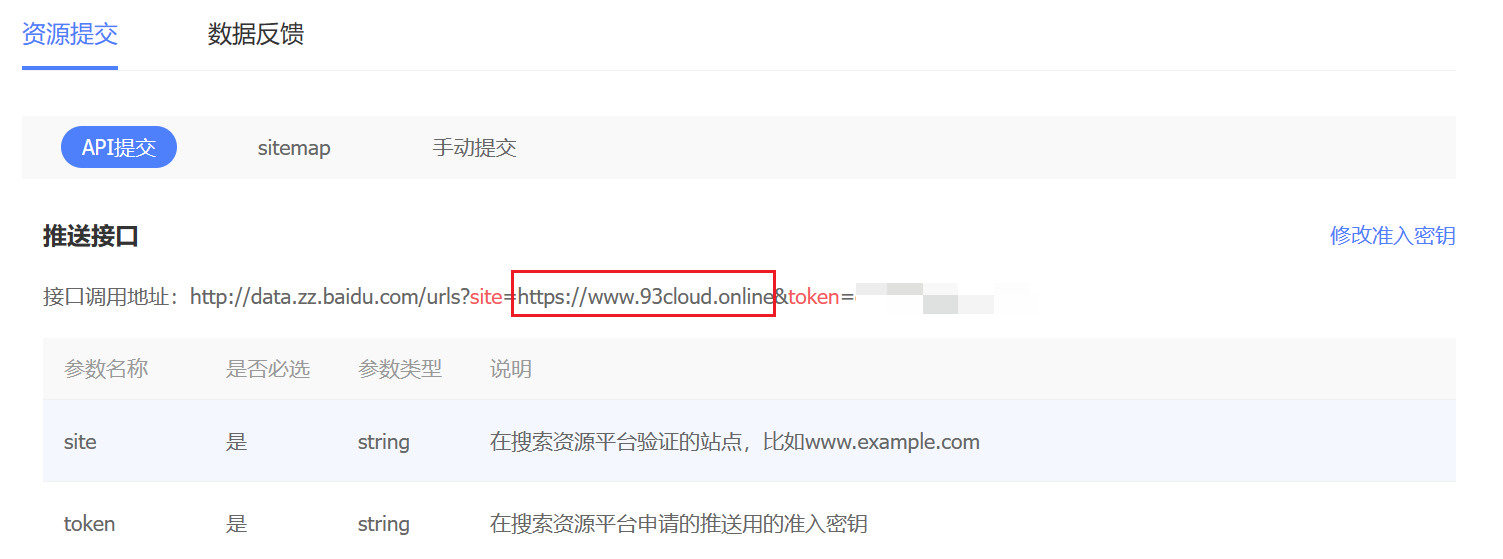 资源提交 数据反馈
API提交 sitemap 手动提交
推送接口 修改准入密钥
接口调用地址：http://data.zz.baidu.com/urls?site=https://www.93cloud.online&token=
参数名称 是否必选 参数类型 说明
site 是 string 在搜索资源平台验证的站点，比如www.example.com
token 是 string 在搜索资源平台申请的推送用的准入密钥